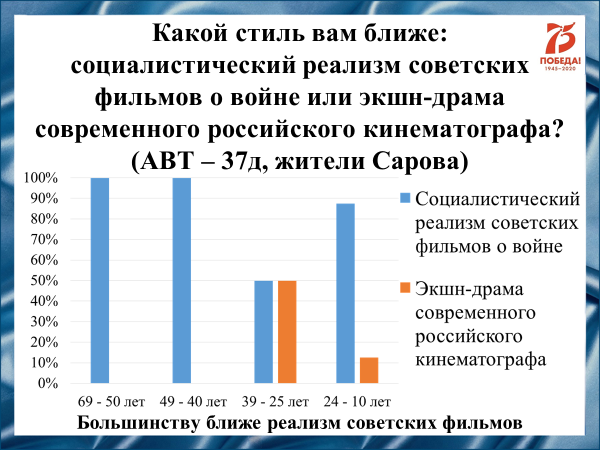 Какой стиль вам ближе:
социалистический реализм советских
фильмов о войне или экшн-драма
современного российского кинематографа?
(АВТ – 37д, жители Сарова)
75
ПОБЕДА!
1945–2020
100%
90%
80%
70%
60%
50%
40%
30%
20%
10%
0%
69 - 50 лет
49 - 40 лет
39 - 25 лет
24 - 10 лет
Социалистический
реализм советских
фильмов о войне
Экшн-драма
современного
российского
кинематографа
Большинству ближе реализм советских фильмов